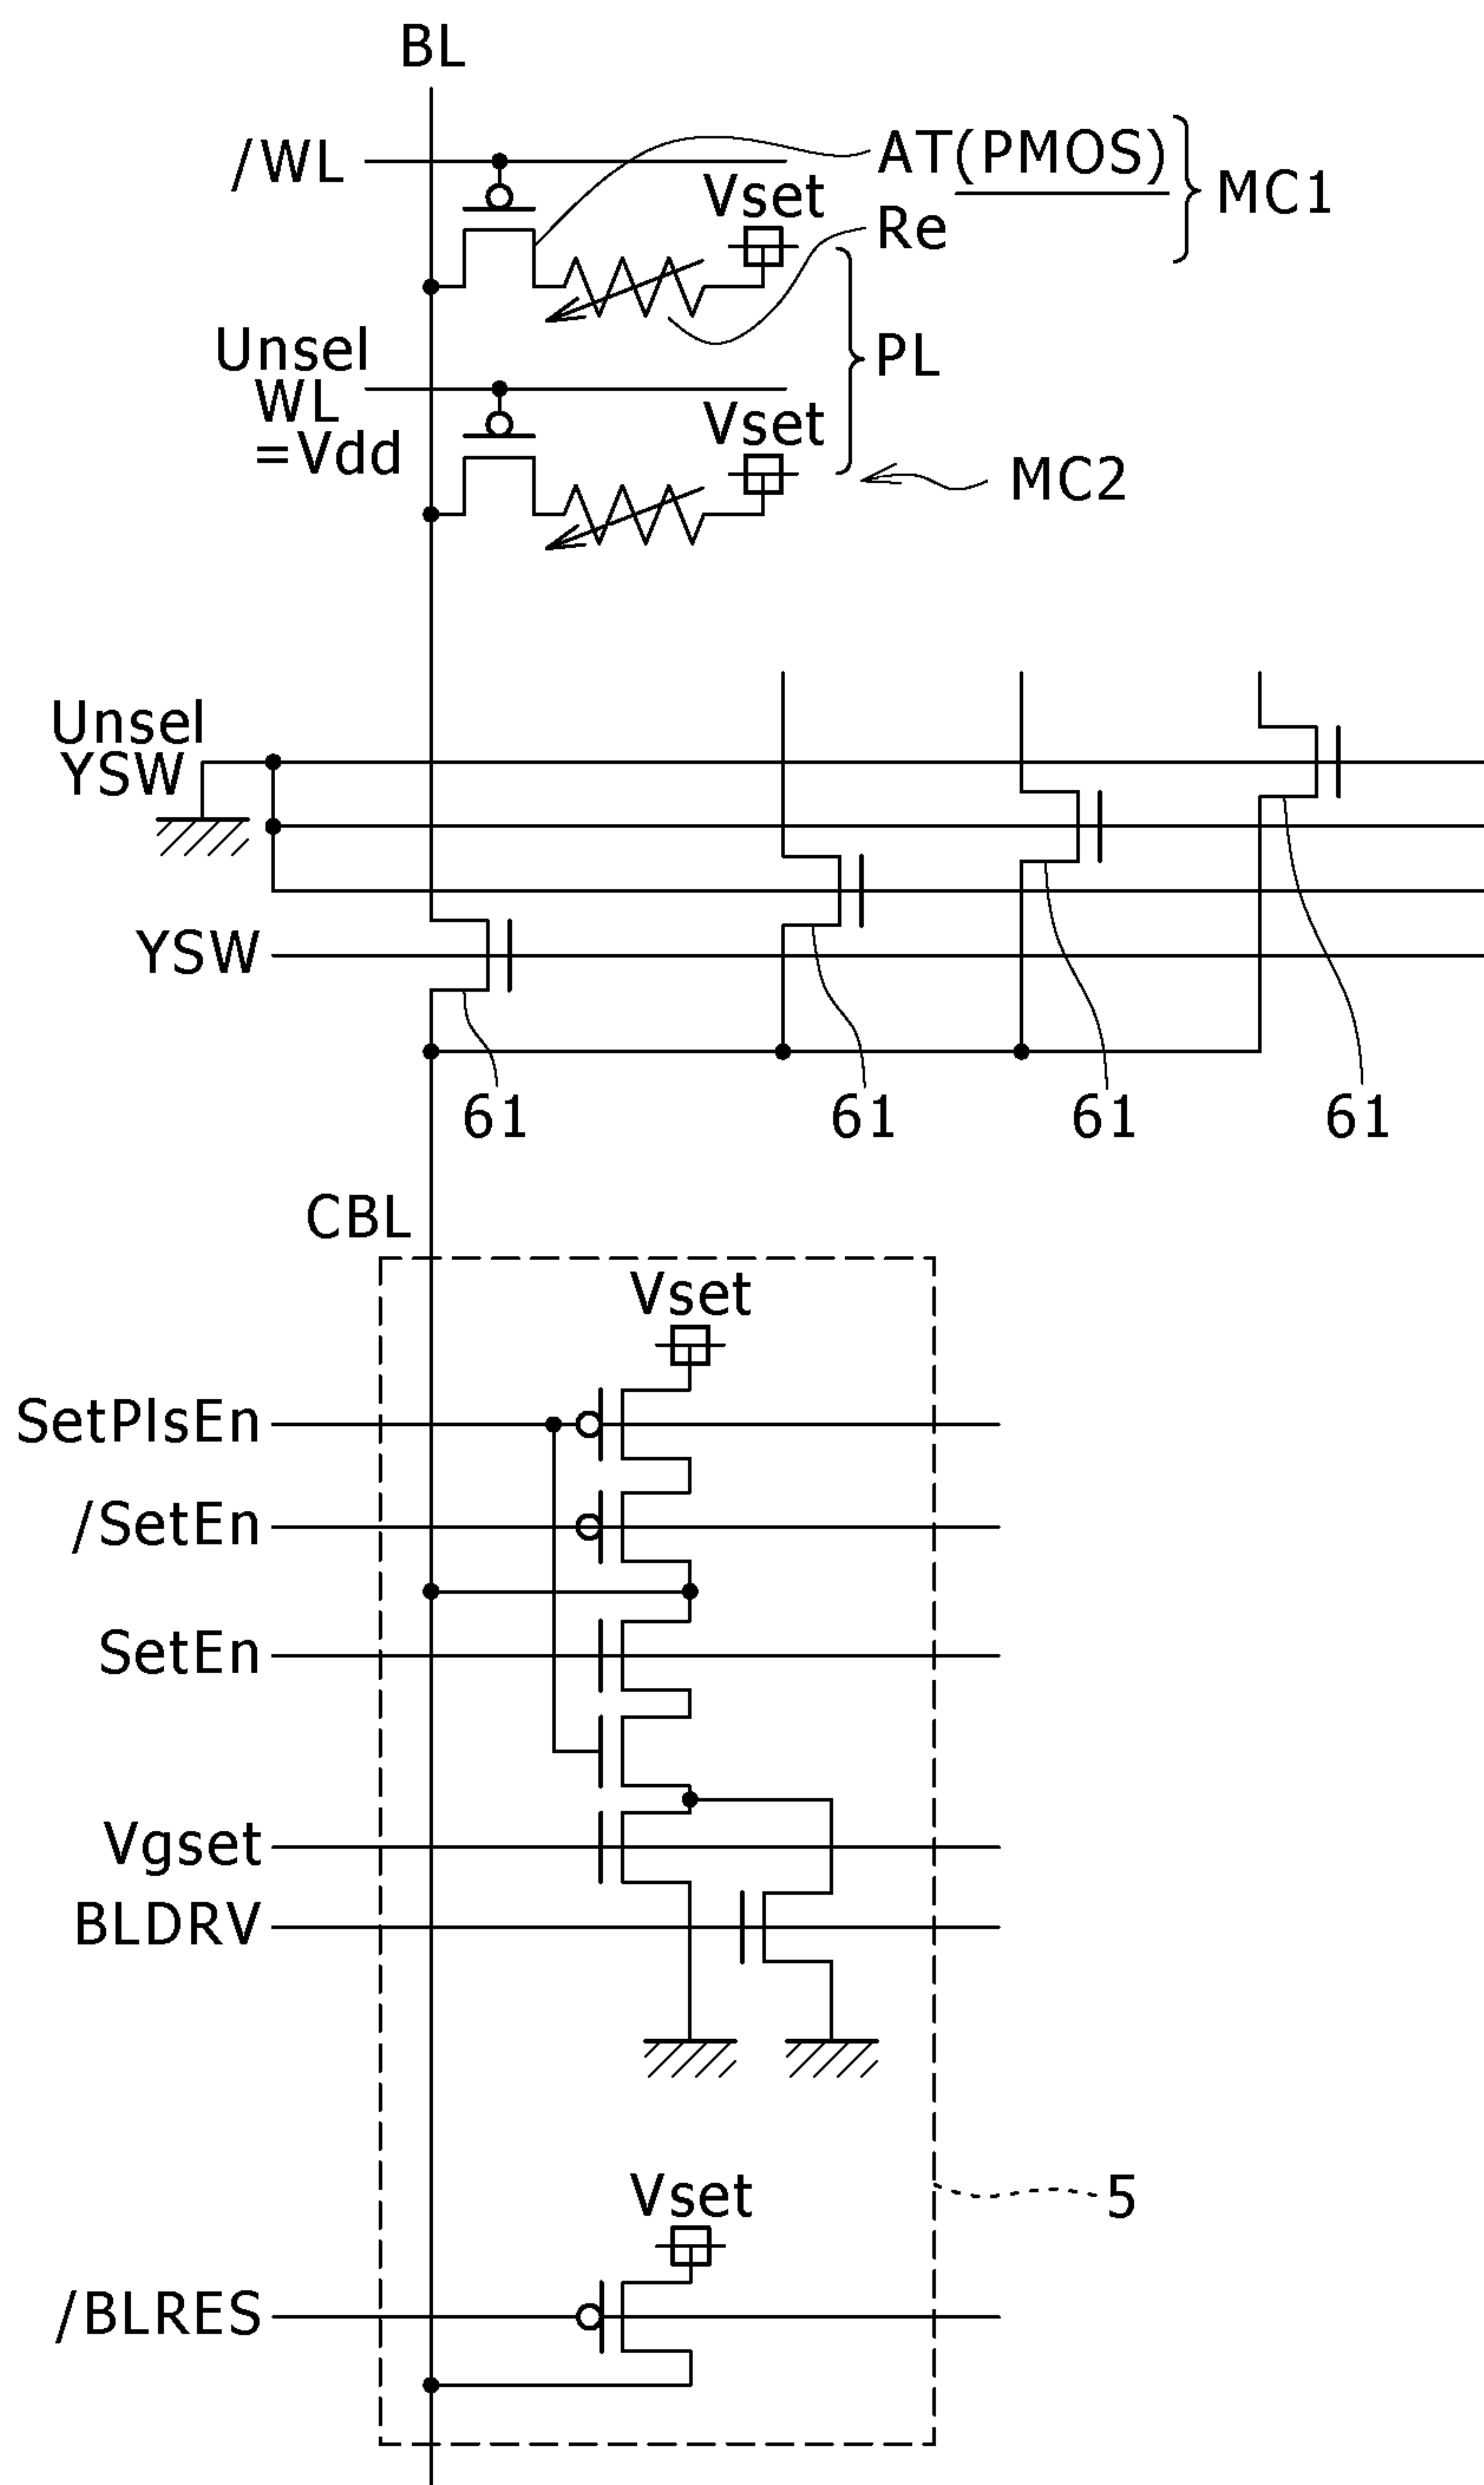 BL
/WL
AT(PMOS)
MC1
Vset
Re
Unsel
WL
=Vdd
PL
Vset
MC2
Unsel
YSW
YSW
61
61
61
61
CBL
Vset
SetPlsEn
/SetEn
SetEn
Vgset
BLDRV
Vset
5
/BLRES